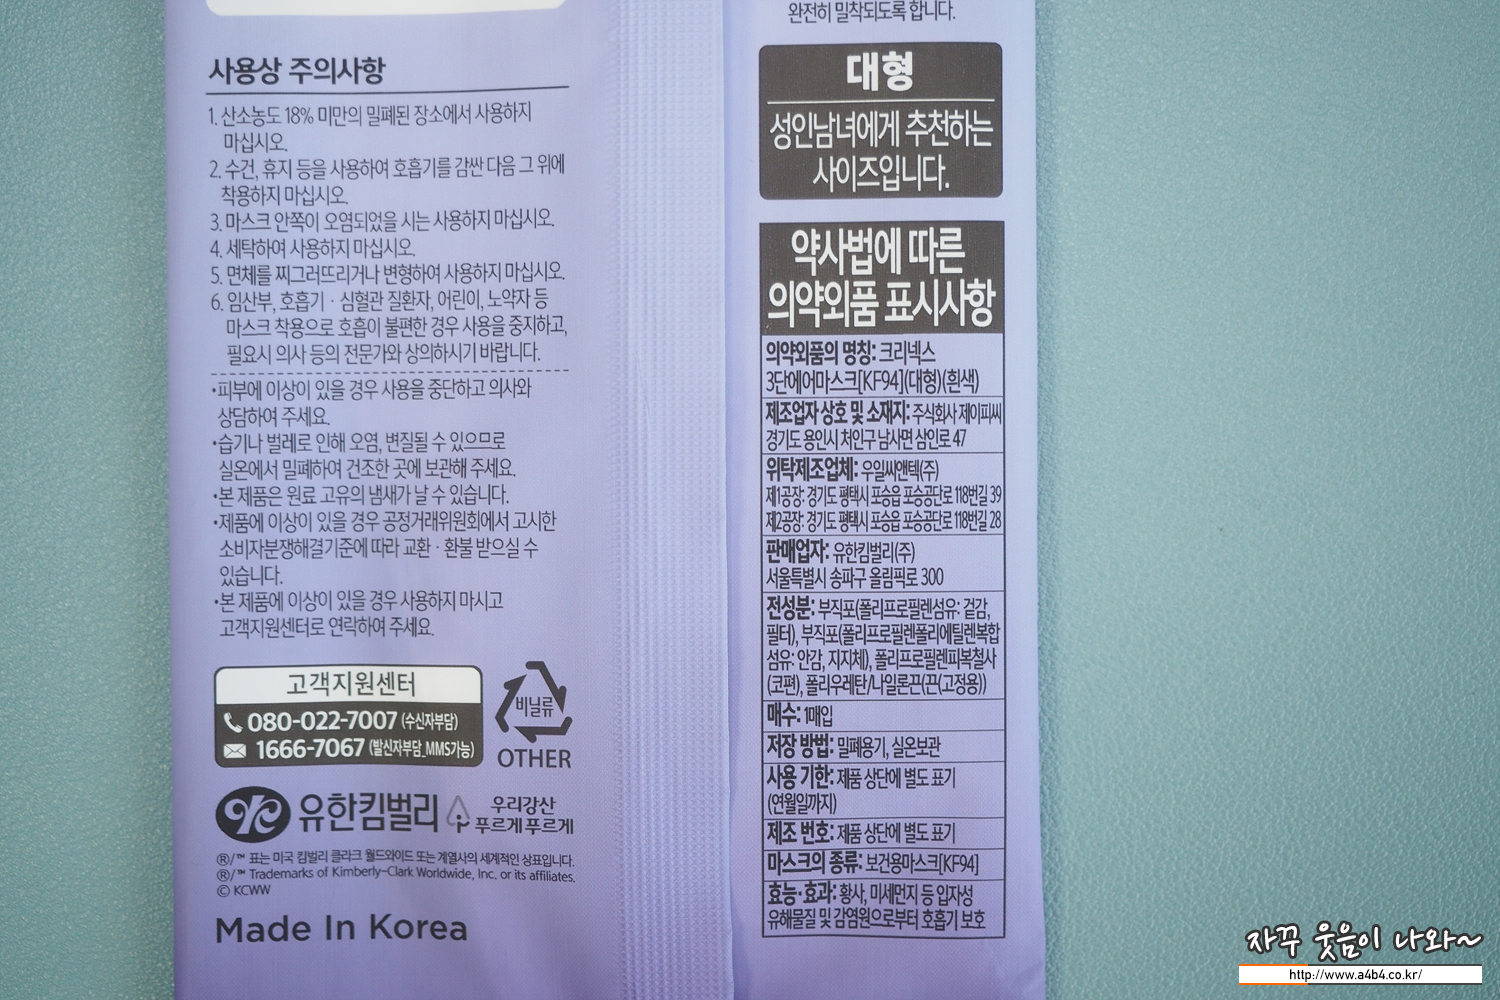 사용상 주의사항
1. 산소농도 18% 미만의 밀폐된 장소에서 사용하지
마십시오.
2. 수건, 휴지 등을 사용하여 호흡기를 감싼 다음 그 위에
착용하지 마십시오.
3. 마스크 안쪽이 오염되었을 시는 사용하지 마십시오.
4. 세탁하여 사용하지 마십시오.
5. 면체를 찌그러뜨리거나 변형하여 사용하지 마십시오.
6. 임산부, 호흡기 · 심혈관 질환자, 어린이, 노약자 등
마스크 착용으로 호흡이 불편한 경우 사용을 중지하고,
필요시 의사 등의 전문가와 상의하시기 바랍니다.
·피부에 이상이 있을 경우 사용을 중단하고 의사와
상담하여 주세요.
·습기나 벌레로 인해 오염, 변질될 수 있으므로
실온에서 밀폐하여 건조한 곳에 보관해 주세요.
·본 제품은 원료 고유의 냄새가 날 수 있습니다.
·제품에 이상이 있을 경우 공정거래위원회에서 고시한
소비자분쟁해결기준에 따라 교환 · 환불 받으실 수
있습니다.
·본 제품에 이상이 있을 경우 사용하지 마시고
고객지원센터로 연락하여 주세요.
고객지원센터
080-022-7007 (수신자부담)
1666-7067 (발신자부담_MMS가능)
비닐류
OTHER
유한킴벌리
우리강산
푸르게 푸르게
®/™ 표는 미국 킴벌리 클라크 월드와이드 또는 계열사의 세계적인 상표입니다.
®/™ Trademarks of Kimberly-Clark Worldwide, Inc. or its affiliates.
© KCWW
Made In Korea
완전히 밀착되도록 합니다.
대형
성인남녀에게 추천하는
사이즈입니다.
약사법에 따른
의약외품 표시사항
의약외품의 명칭: 크리넥스
3단에어마스크[KF94](대형)(흰색)
제조업자 상호 및 소재지: 주식회사 제이피씨
경기도 용인시 처인구 남사면 삼인로 47
위탁제조업체: 우일씨앤텍(주)
제1공장: 경기도 평택시 포승읍 포승공단로 118번길 39
제2공장: 경기도 평택시 포승읍 포승공단로 118번길 28
판매업자: 유한킴벌리(주)
서울특별시 송파구 올림픽로 300
전성분: 부직포(폴리프로필렌섬유: 겉감,
필터), 부직포(폴리프로필렌폴리에틸렌복합
섬유: 안감, 지지체), 폴리프로필렌피복철사
(코편), 폴리우레탄/나일론끈(끈(고정용))
매수: 1매입
저장 방법: 밀폐용기, 실온보관
사용 기한: 제품 상단에 별도 표기
(연월일까지)
제조 번호: 제품 상단에 별도 표기
마스크의 종류: 보건용마스크[KF94]
효능·효과: 황사, 미세먼지 등 입자성
유해물질 및 감염원으로부터 호흡기 보호
자꾸 웃음이 나와~
http://www.a4b4.co.kr/